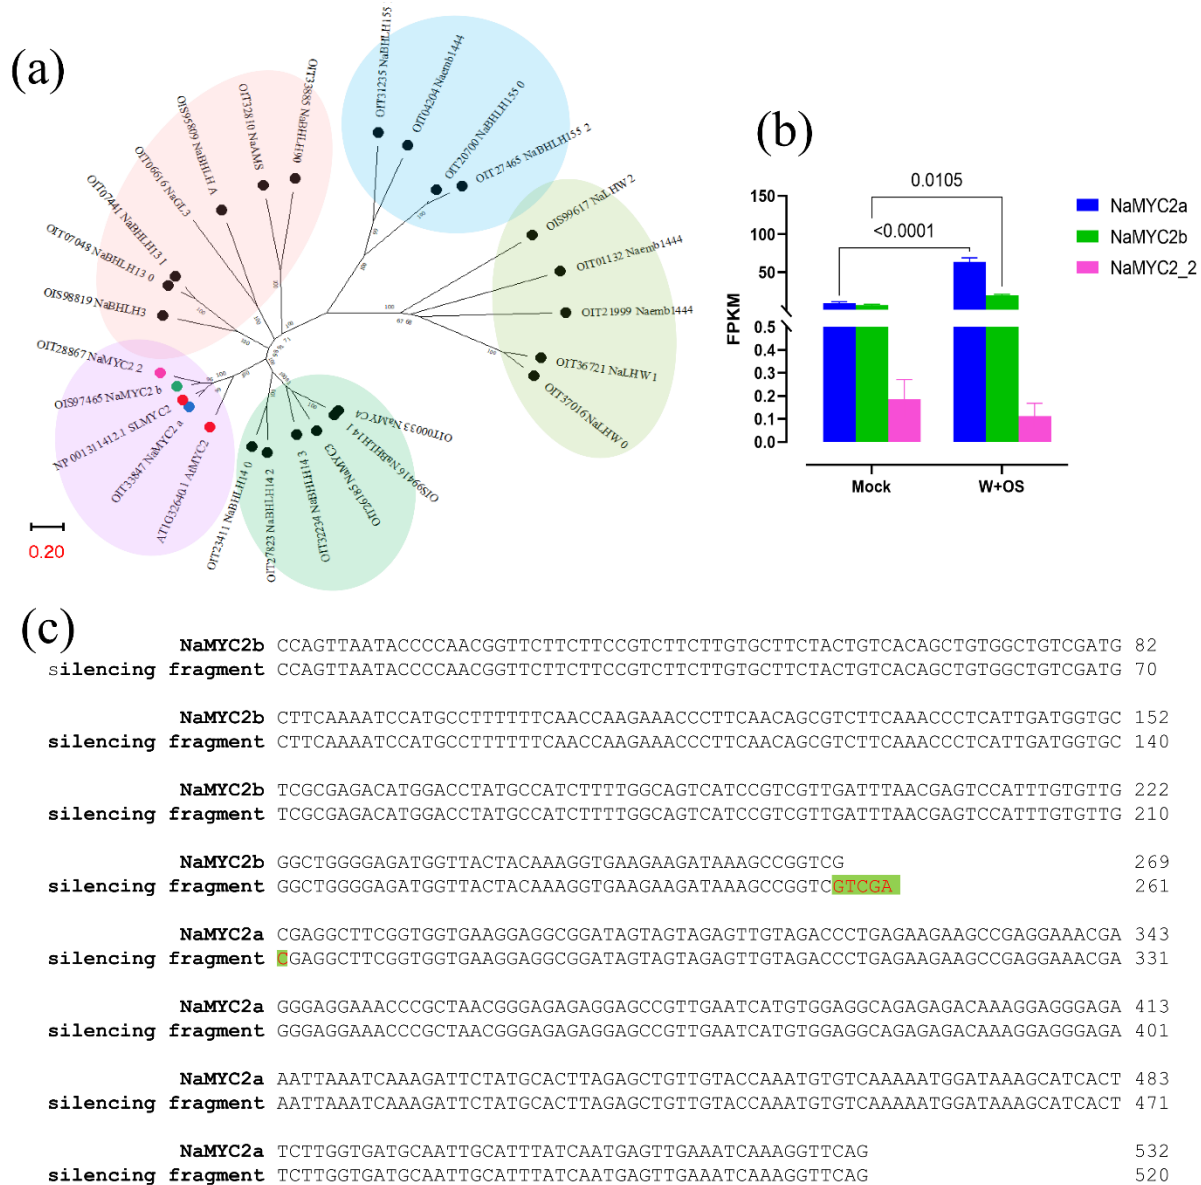 (a)
OIT31235 NaBHLH155
OIT04204 Naemb1444
OIT20700 NaBHLH155 0
OIT27465 NaBHLH155 2
OIS99617 NaLHW 2
OIT01132 Naemb1444
OIT21999 Naemb1444
OIT36721 NaLHW 1
OIT37016 NaLHW 0
OIT00033 NaMYC4
OIS99416 NaBHLH14 1
OIT26185 NaMYC3
OIT32234 NaBHLH14 3
OIT27823 NaBHLH14 2
OIT23411 NaBHLH14 0
AT1G32640.1 AtMYC2
OIT33847 NaMYC2 a
NP 001311412.1 SLMYC2
OIS97465 NaMYC2 b
OIT28867 NaMYC2 2
OIS98819 NaBHLH3
OIT07048 NaBHLH13 0
OIT07441 NaBHLH13 1
OIT06616 NaGL3
OIS95809 NaBHLH A
OIT32810 NaAMS
OIT33885 NaBHLH90
0.20
(b)
0.0105
<0.0001
NaMYC2a
NaMYC2b
NaMYC2_2
FPKM
150
100
50
0.5
0.4
0.3
0.2
0.1
0.0
Mock W+OS
(c)
NaMYC2b CCAGTTAATACCCCAACGGTTCTTCTTCCGTCTTCTTGTGCTTCTACTGTCACAGCTGTGGCTGTCGATG 82
silencing fragment CCAGTTAATACCCCAACGGTTCTTCTTCCGTCTTCTTGTGCTTCTACTGTCACAGCTGTGGCTGTCGATG 70
NaMYC2b CTTCAAAATCCATGCCTTTTTTCAACCAAGAAACCCTTCAACAGCGTCTTCAAACCCTCATTGATGGTGC 152
silencing fragment CTTCAAAATCCATGCCTTTTTTCAACCAAGAAACCCTTCAACAGCGTCTTCAAACCCTCATTGATGGTGC 140
NaMYC2b TCGCGAGACATGGACCTATGCCATCTTTTGGCAGTCATCCGTCGTTGATTTAACGAGTCCATTTGTGTTG 222
silencing fragment TCGCGAGACATGGACCTATGCCATCTTTTGGCAGTCATCCGTCGTTGATTTAACGAGTCCATTTGTGTTG 210
NaMYC2b GGCTGGGGAGATGGTTACTACAAAGGTGAAGAAGATAAAGCCGGTCG 269
silencing fragment GGCTGGGGAGATGGTTACTACAAAGGTGAAGAAGATAAAGCCGGTCGTCGA 261
NaMYC2a CGAGGCTTCGGTGGTGAAGGAGGCGGATAGTAGTAGAGTTGTAGACCCTGAGAAGAAGCCGAGGAAACGA 343
silencing fragment CGAGGCTTCGGTGGTGAAGGAGGCGGATAGTAGTAGAGTTGTAGACCCTGAGAAGAAGCCGAGGAAACGA 331
NaMYC2a GGGAGGAAACCCGCTAACGGGAGAGAGGAGCCGTTGAATCATGTGGAGGCAGAGAGACAAAGGAGGGAGA 413
silencing fragment GGGAGGAAACCCGCTAACGGGAGAGAGGAGCCGTTGAATCATGTGGAGGCAGAGAGACAAAGGAGGGAGA 401
NaMYC2a AATTAAATCAAAGATTCTATGCACTTAGAGCTGTTGTACCAAATGTGTCAAAAATGGATAAAGCATCACT 483
silencing fragment AATTAAATCAAAGATTCTATGCACTTAGAGCTGTTGTACCAAATGTGTCAAAAATGGATAAAGCATCACT 471
NaMYC2a TCTTGGTGATGCAATTGCATTTATCAATGAGTTGAAATCAAAGGTTCAG 532
silencing fragment TCTTGGTGATGCAATTGCATTTATCAATGAGTTGAAATCAAAGGTTCAG 520